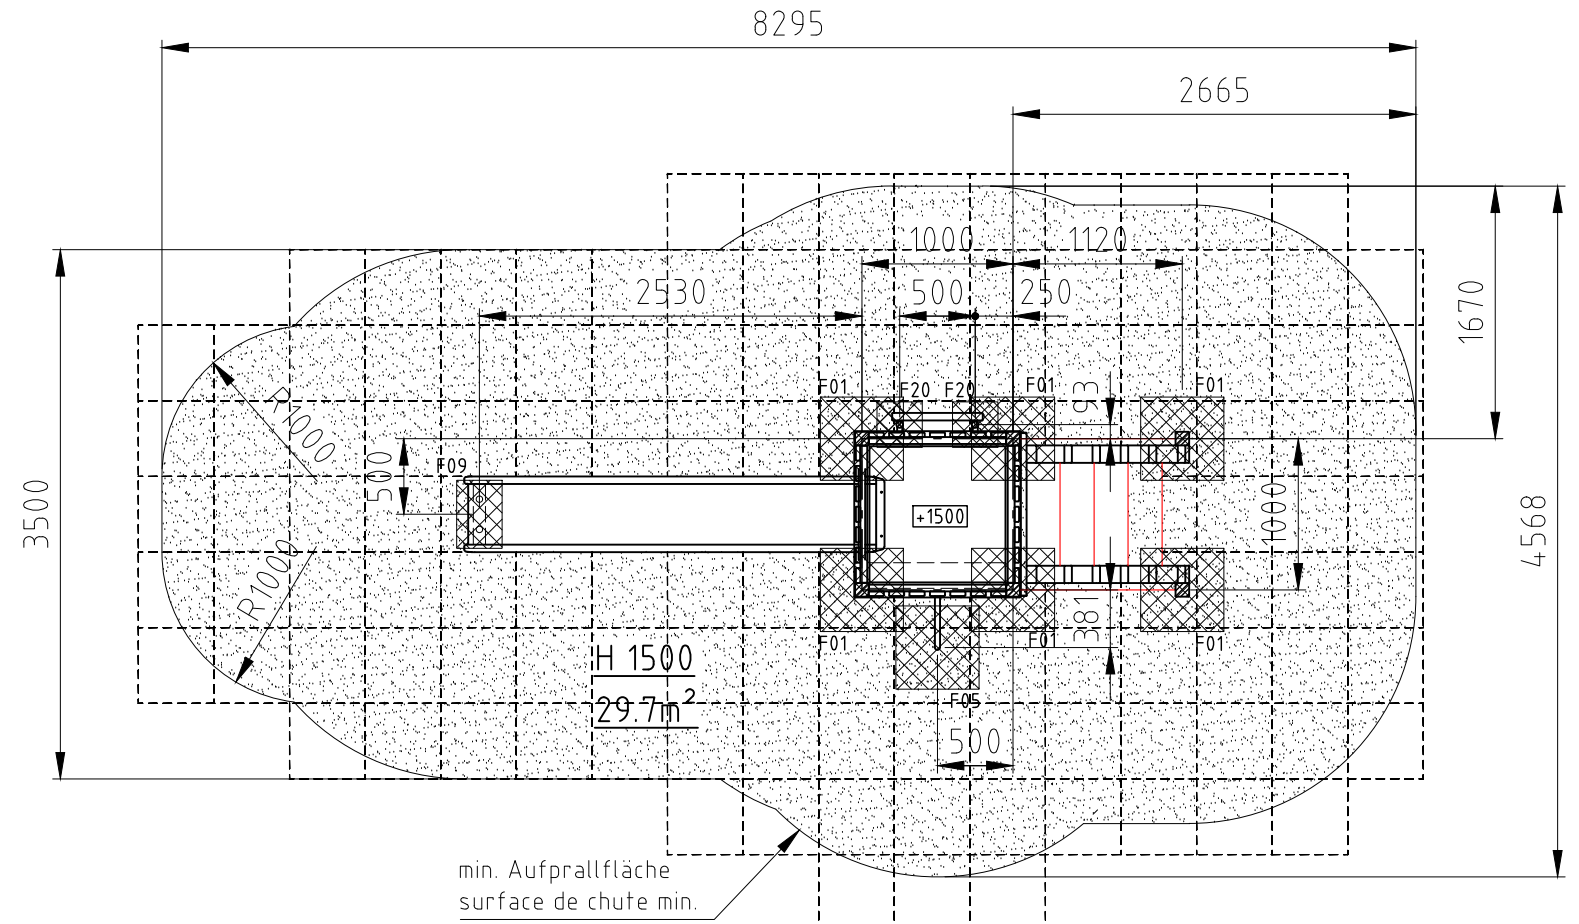 8295
2665
1000
1120
2530
500
250
1670
93
F01
F20
F20
F01
F01
R1000
F09
500
3500
+1500
1000
4568
R1000
381
F01
F01
F01
H 1500
29.7m²
F05
500
min. Aufprallfläche
surface de chute min.